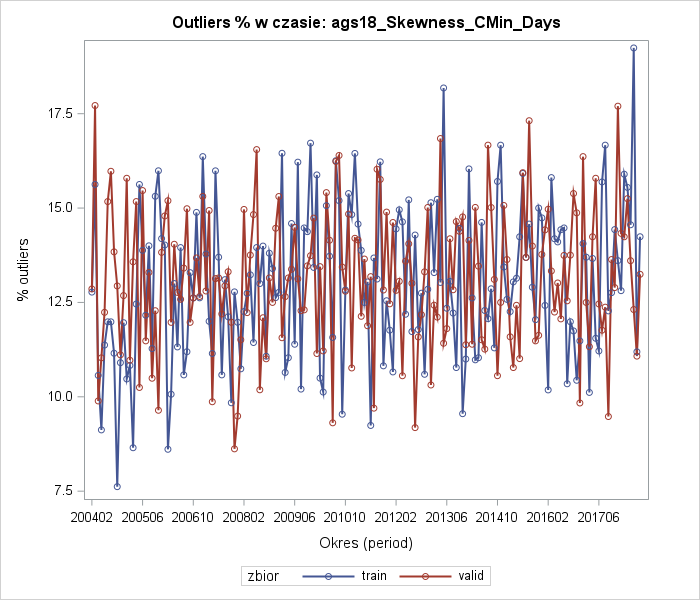 Outliers % w czasie: ags18_Skewness_CMin_Days
% outliers
17.5
15.0
12.5
10.0
7.5
200402 200506 200610 200802 200906 201010 201202 201306 201410 201602 201706
Okres (period)
zbior train valid